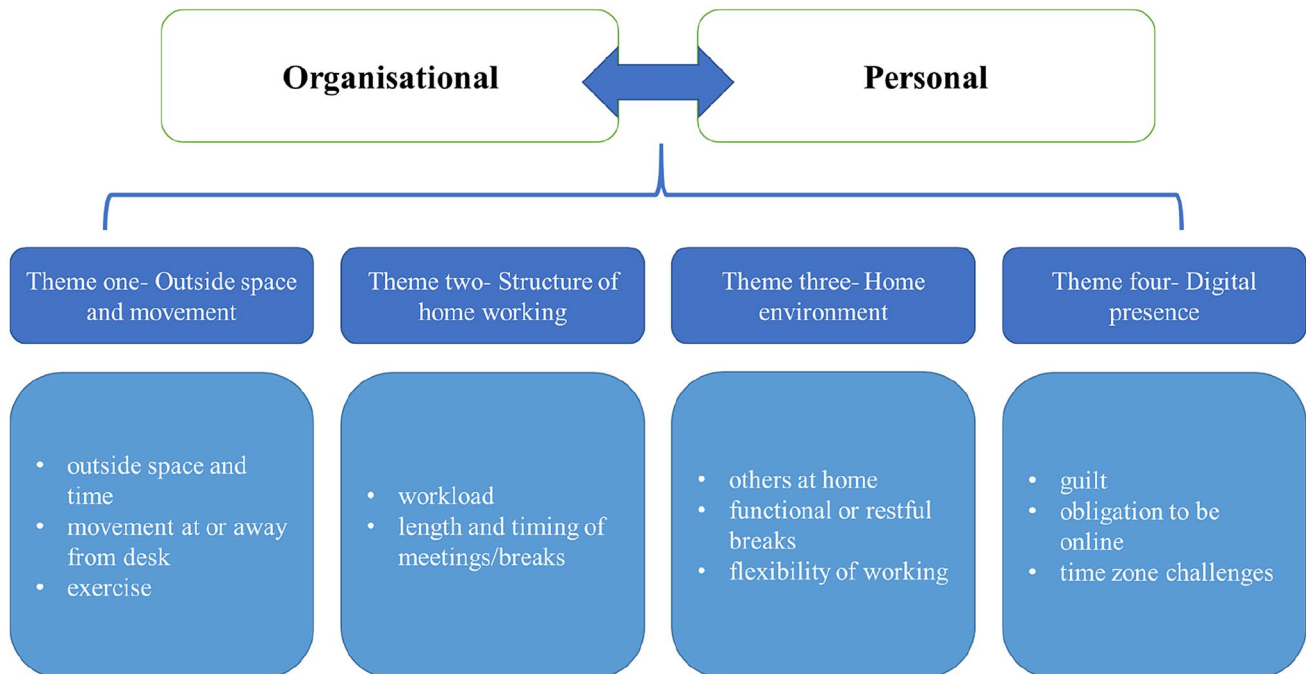 Organisational
Personal
Theme one- Outside space
and movement
Theme two- Structure of
home working
Theme three- Home
environment
Theme four- Digital
presence
• outside space and
time
• movement at or away
from desk
• exercise
• workload
• length and timing of
meetings/breaks
• others at home
• functional or restful
breaks
• flexibility of working
• guilt
• obligation to be
online
• time zone challenges